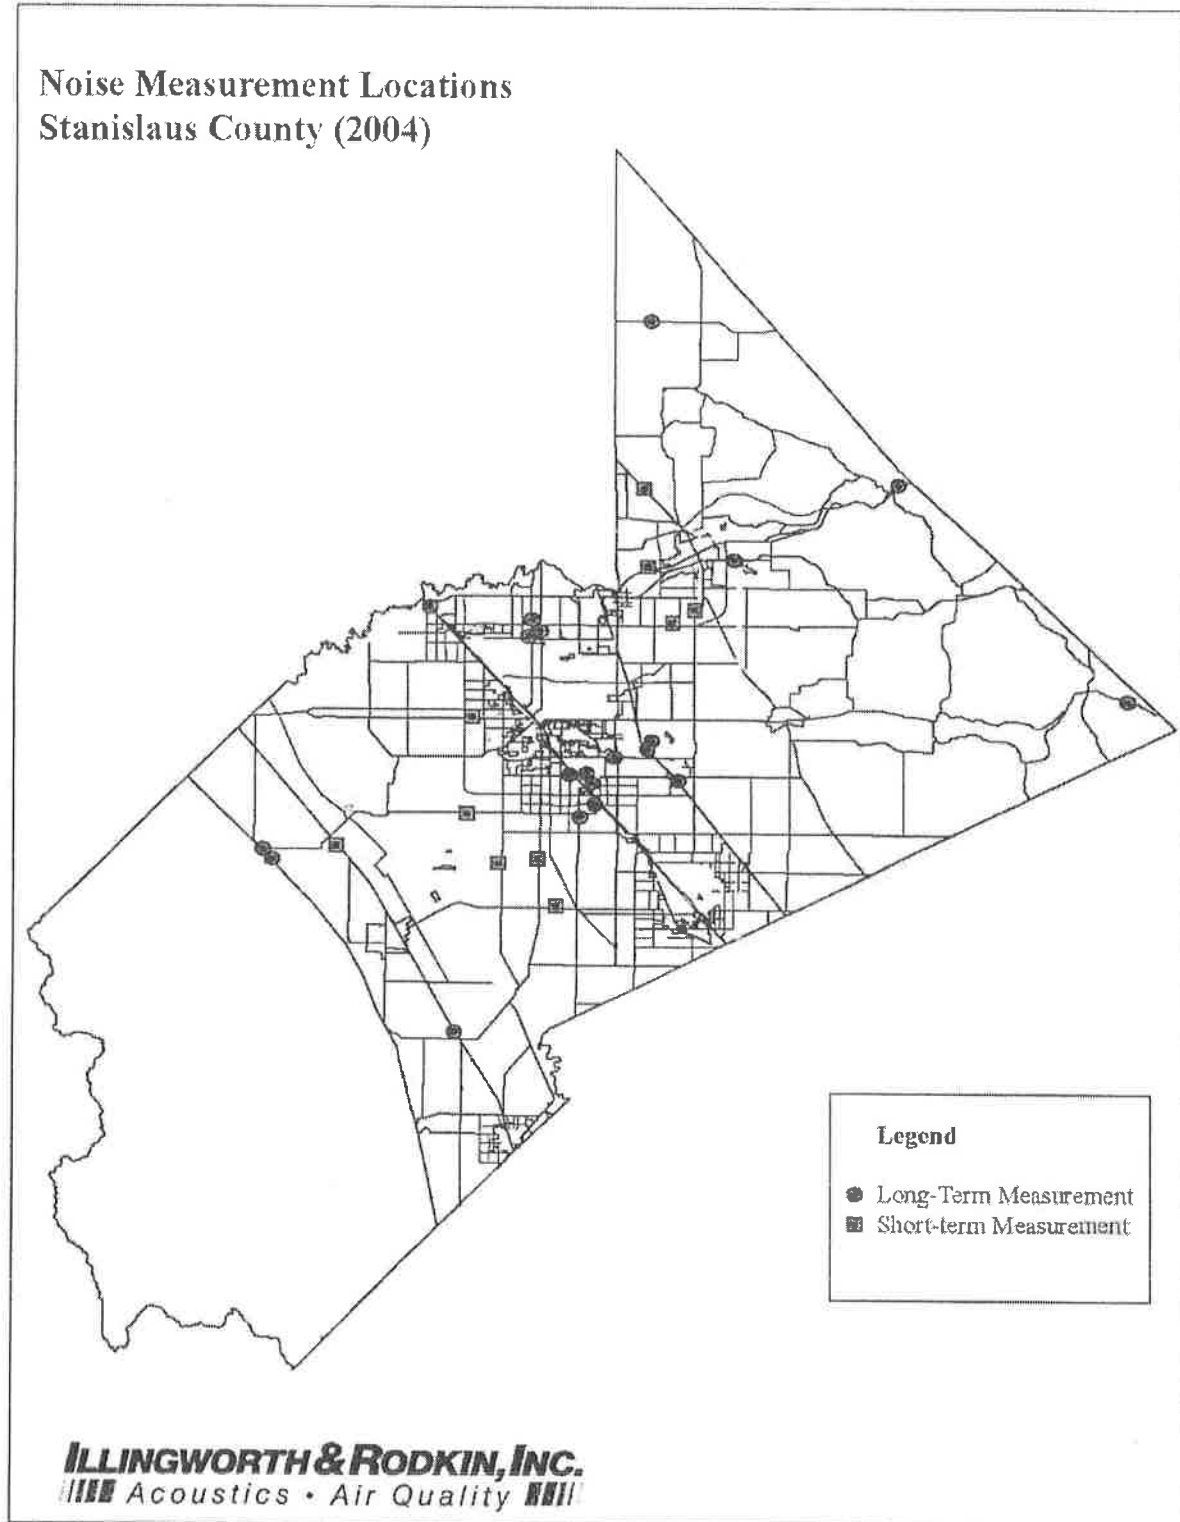 Noise Measurement Locations
Stanislaus County (2004)
Legend
Long-Term Measurement
Short-term Measurement
ILLINGWORTH & RODKIN, INC.
Acoustics • Air Quality